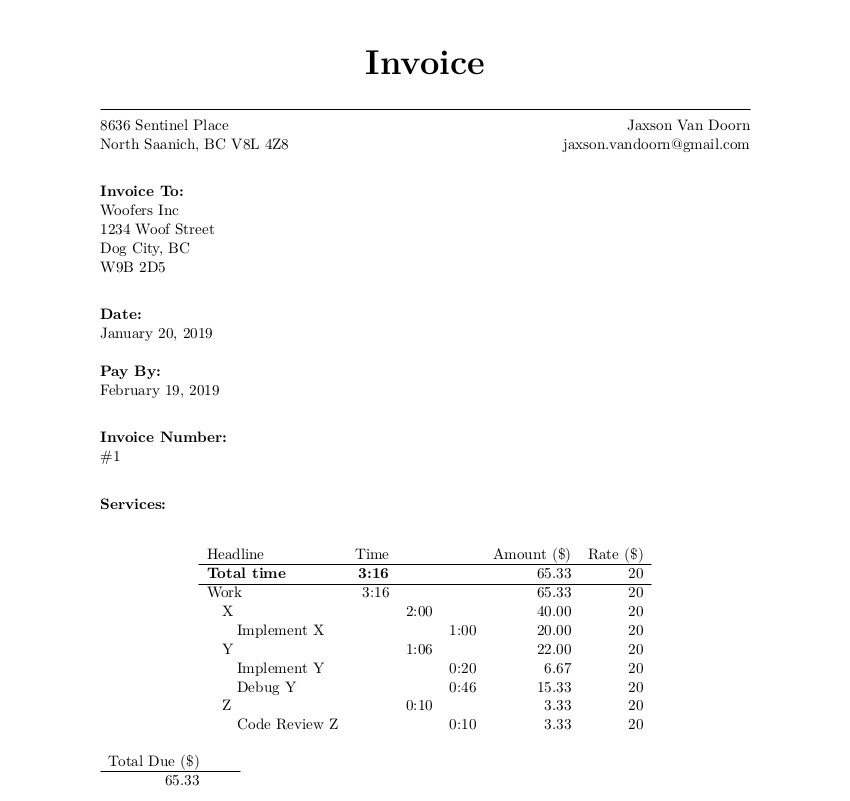 Invoice
8636 Sentinel Place Jaxson Van Doorn
North Saanich, BC V8L 4Z8 jaxson.vandoorn@gmail.com
Invoice To:
Woofers Inc
1234 Woof Street
Dog City, BC
W9B 2D5
Date:
January 20, 2019
Pay By:
February 19, 2019
Invoice Number:
#1
Services:
Headline Time Amount ($) Rate ($)
Total time 3:16 65.33 20
Work 3:16 65.33 20
X 2:00 40.00 20
Implement X 1:00 20.00 20
Y 1:06 22.00 20
Implement Y 0:20 6.67 20
Debug Y 0:46 15.33 20
Z 0:10 3.33 20
Code Review Z 0:10 3.33 20
Total Due ($)
65.33